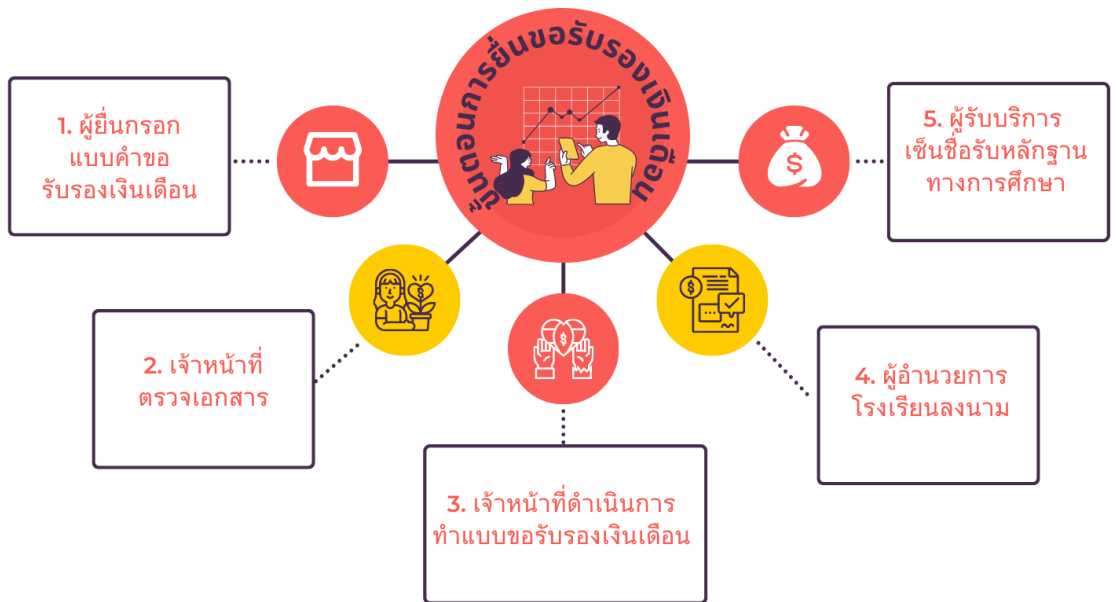 ขั้นตอนการยื่นขอรับรองเงินเดือน
1. ผู้ยื่นกรอก
แบบคำขอ
รับรองเงินเดือน
2. เจ้าหน้าที่
ตรวจเอกสาร
3. เจ้าหน้าที่ดำเนินการ
ทำแบบขอรับรองเงินเดือน
4. ผู้อำนวยการ
โรงเรียนลงนาม
5. ผู้รับบริการ
เซ็นชื่อรับหลักฐาน
ทางการศึกษา